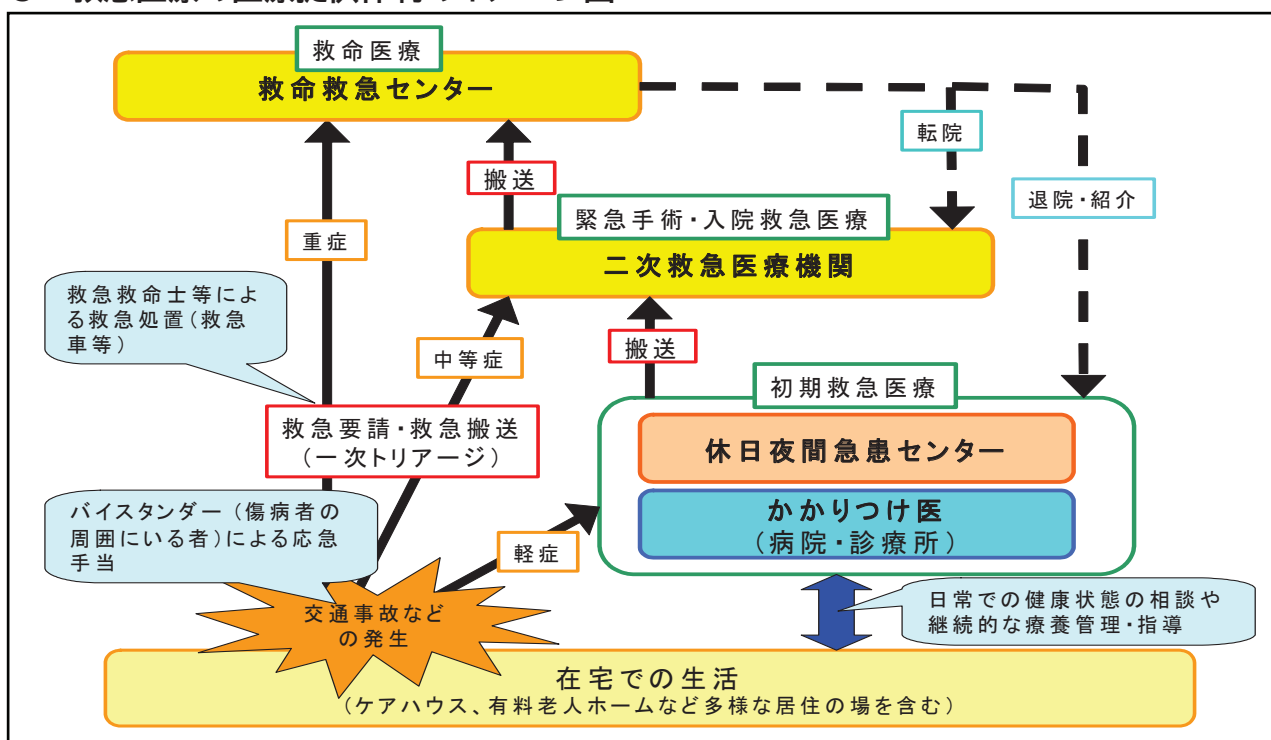 救命医療
救命救急センター
転院
搬送
退院・紹介
緊急手術・入院救急医療
重症
二次救急医療機関
救急救命士等によ
る救急処置(救急
車等)
中等症
搬送
初期救急医療
救急要請・救急搬送
(一次トリアージ)
休日夜間急患センター
かかりつけ医
(病院・診療所)
バイスタンダー(傷病者の
周囲にいる者)による応急
手当
軽症
交通事故など
の発生
日常での健康状態の相談や
継続的な療養管理・指導
在宅での生活
(ケアハウス、有料老人ホームなど多様な居住の場を含む)